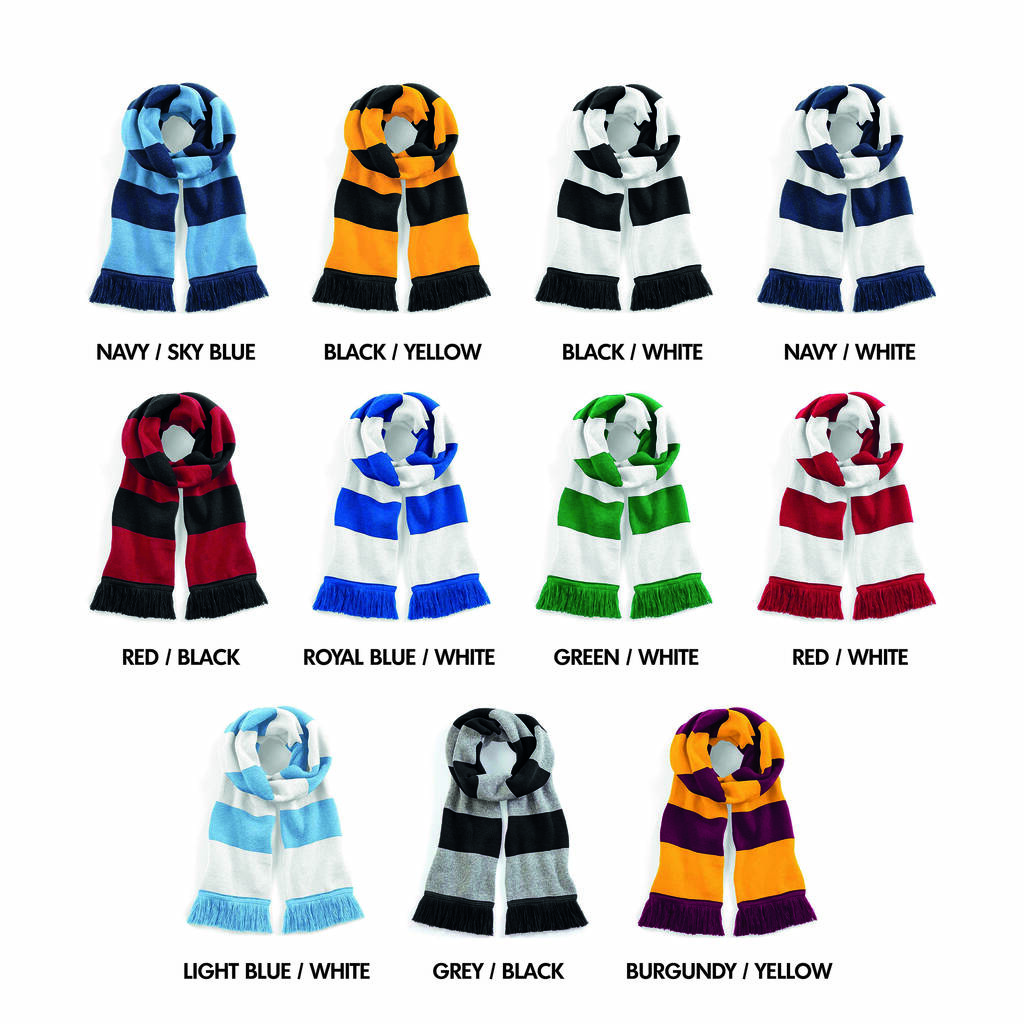 NAVY / SKY BLUE
BLACK / YELLOW
BLACK / WHITE
NAVY / WHITE
RED / BLACK
ROYAL BLUE / WHITE
GREEN / WHITE
RED / WHITE
LIGHT BLUE / WHITE
GREY / BLACK
BURGUNDY / YELLOW